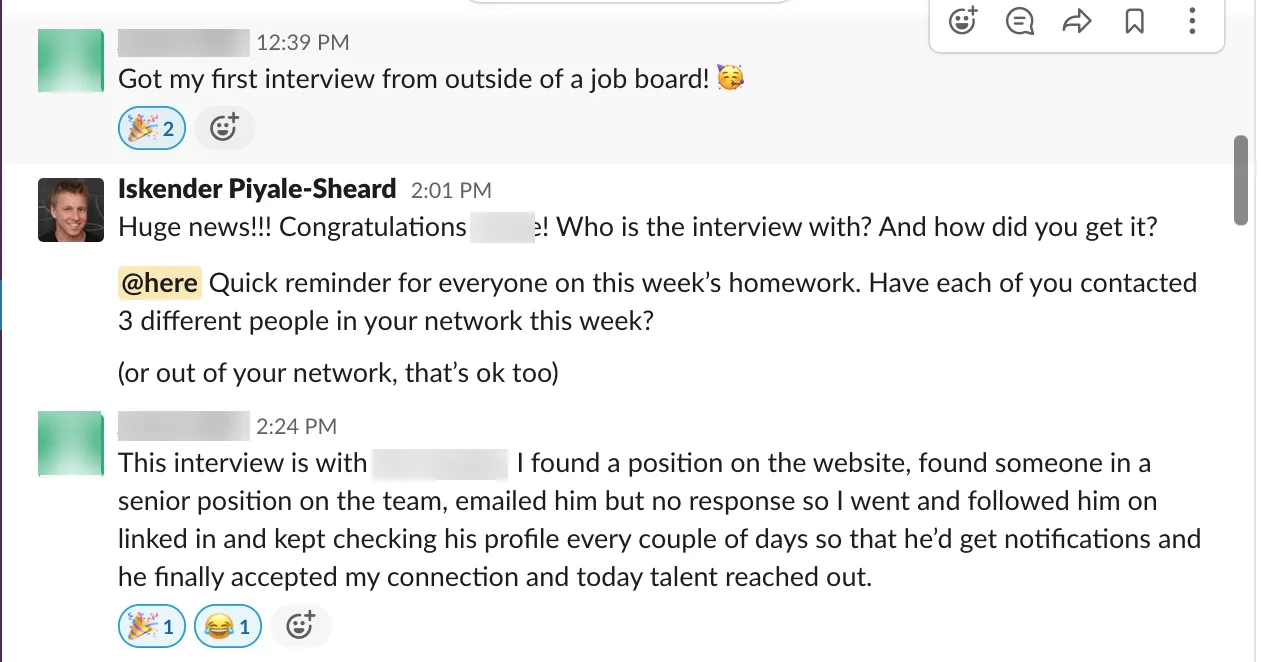 12:39 PM
Got my first interview from outside of a job board! 🥳
🎉 2
Iskender Piyale-Sheard 2:01 PM
Huge news!!! Congratulations e! Who is the interview with? And how did you get it?
@here Quick reminder for everyone on this week’s homework. Have each of you contacted
3 different people in your network this week?
(or out of your network, that’s ok too)
2:24 PM
This interview is with I found a position on the website, found someone in a
senior position on the team, emailed him but no response so I went and followed him on
linked in and kept checking his profile every couple of days so that he’d get notifications and
he finally accepted my connection and today talent reached out.
🎉 1 😂 1